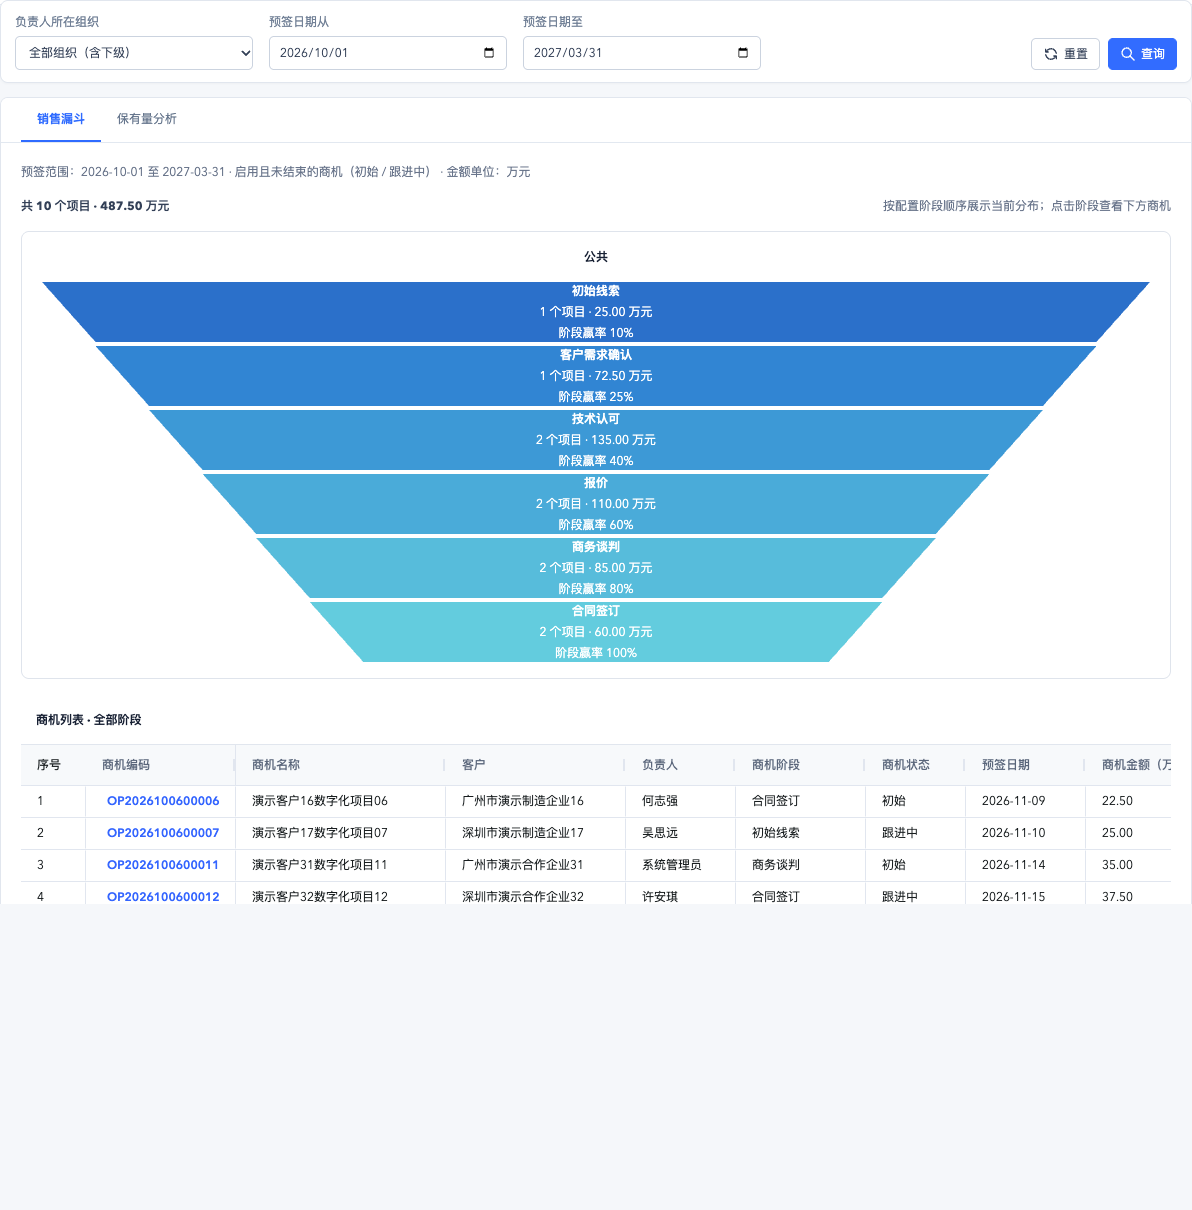 负责人所在组织 预签日期从 预签日期至
全部组织（含下级） 2026/10/01 2027/03/31 重置 查询
销售漏斗 保有量分析
预签范围：2026-10-01 至 2027-03-31 · 启用且未结束的商机（初始 / 跟进中） · 金额单位：万元
共 10 个项目 · 487.50 万元 按配置阶段顺序展示当前分布；点击阶段查看下方商机
公共
初始线索
1 个项目 · 25.00 万元
阶段赢率 10%
客户需求确认
1 个项目 · 72.50 万元
阶段赢率 25%
技术认可
2 个项目 · 135.00 万元
阶段赢率 40%
报价
2 个项目 · 110.00 万元
阶段赢率 60%
商务谈判
2 个项目 · 85.00 万元
阶段赢率 80%
合同签订
2 个项目 · 60.00 万元
阶段赢率 100%
商机列表 · 全部阶段
序号 商机编码 商机名称 客户 负责人 商机阶段 商机状态 预签日期 商机金额（万
1 OP2026100600006 演示客户16数字化项目06 广州市演示制造企业16 何志强 合同签订 初始 2026-11-09 22.50
2 OP2026100600007 演示客户17数字化项目07 深圳市演示制造企业17 吴思远 初始线索 跟进中 2026-11-10 25.00
3 OP2026100600011 演示客户31数字化项目11 广州市演示合作企业31 系统管理员 商务谈判 初始 2026-11-14 35.00
4 OP2026100600012 演示客户32数字化项目12 深圳市演示合作企业32 许安琪 合同签订 跟进中 2026-11-15 37.50